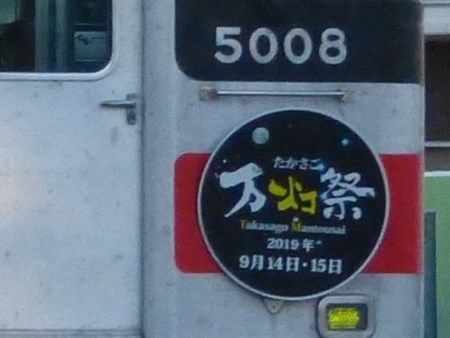 5008
たかさご
万灯祭
Takasago Mantousai
2019年
9月14日・15日